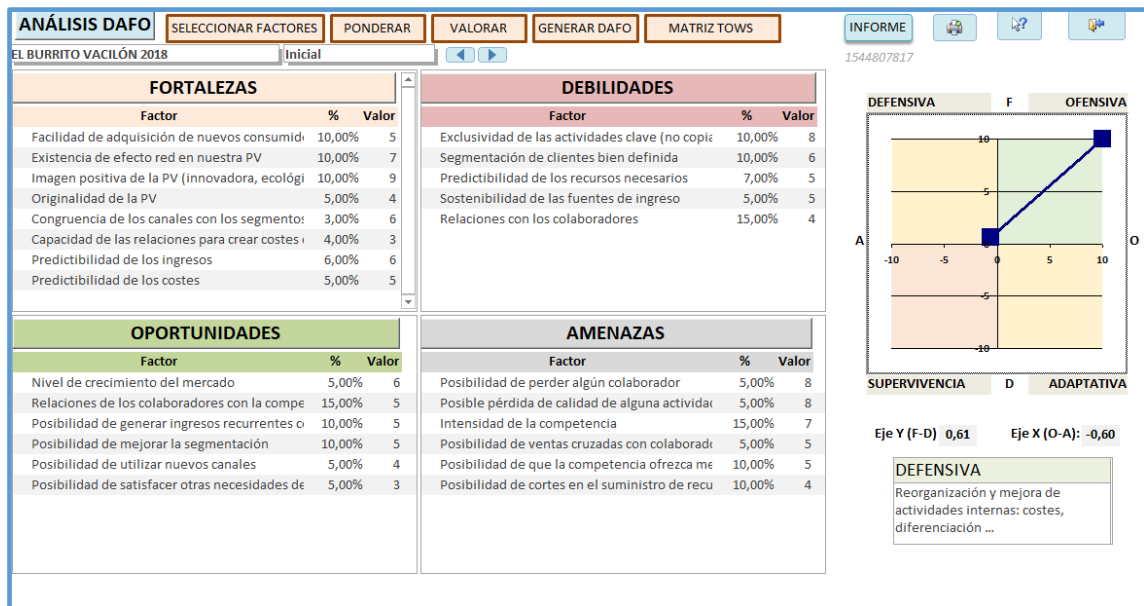 ANÁLISIS DAFO
SELECCIONAR FACTORES
PONDERAR
VALORAR
GENERAR DAFO
MATRIZ TOWS
INFORME
EL BURRITO VACILÓN 2018
Inicial
1544807817
FORTALEZAS
Factor % Valor
Facilidad de adquisición de nuevos consumid 10,00% 5
Existencia de efecto red en nuestra PV 10,00% 7
Imagen positiva de la PV (innovadora, ecológi 10,00% 9
Originalidad de la PV 5,00% 4
Congruencia de los canales con los segmentos 3,00% 6
Capacidad de las relaciones para crear costes 4,00% 3
Predictibilidad de los ingresos 6,00% 6
Predictibilidad de los costes 5,00% 5
DEBILIDADES
Factor % Valor
Exclusividad de las actividades clave (no copia 10,00% 8
Segmentación de clientes bien definida 10,00% 6
Predictibilidad de los recursos necesarios 7,00% 5
Sostenibilidad de las fuentes de ingreso 5,00% 5
Relaciones con los colaboradores 15,00% 4
OPORTUNIDADES
Factor % Valor
Nivel de crecimiento del mercado 5,00% 6
Relaciones de los colaboradores con la compe 15,00% 5
Posibilidad de generar ingresos recurrentes c 10,00% 5
Posibilidad de mejorar la segmentación 10,00% 5
Posibilidad de utilizar nuevos canales 5,00% 4
Posibilidad de satisfacer otras necesidades de 5,00% 3
AMENAZAS
Factor % Valor
Posibilidad de perder algún colaborador 5,00% 8
Posible pérdida de calidad de alguna actividad 5,00% 8
Intensidad de la competencia 15,00% 7
Posibilidad de ventas cruzadas con colaborado 5,00% 5
Posibilidad de que la competencia ofrezca me 10,00% 5
Posibilidad de cortes en el suministro de recu 10,00% 4
DEFENSIVA F OFENSIVA
10
5
A O
-10 -5 0 5 10
-5
-10
SUPERVIVENCIA D ADAPTATIVA
Eje Y (F-D) 0,61 Eje X (O-A): -0,60
DEFENSIVA
Reorganización y mejora de
actividades internas: costes,
diferenciación ...